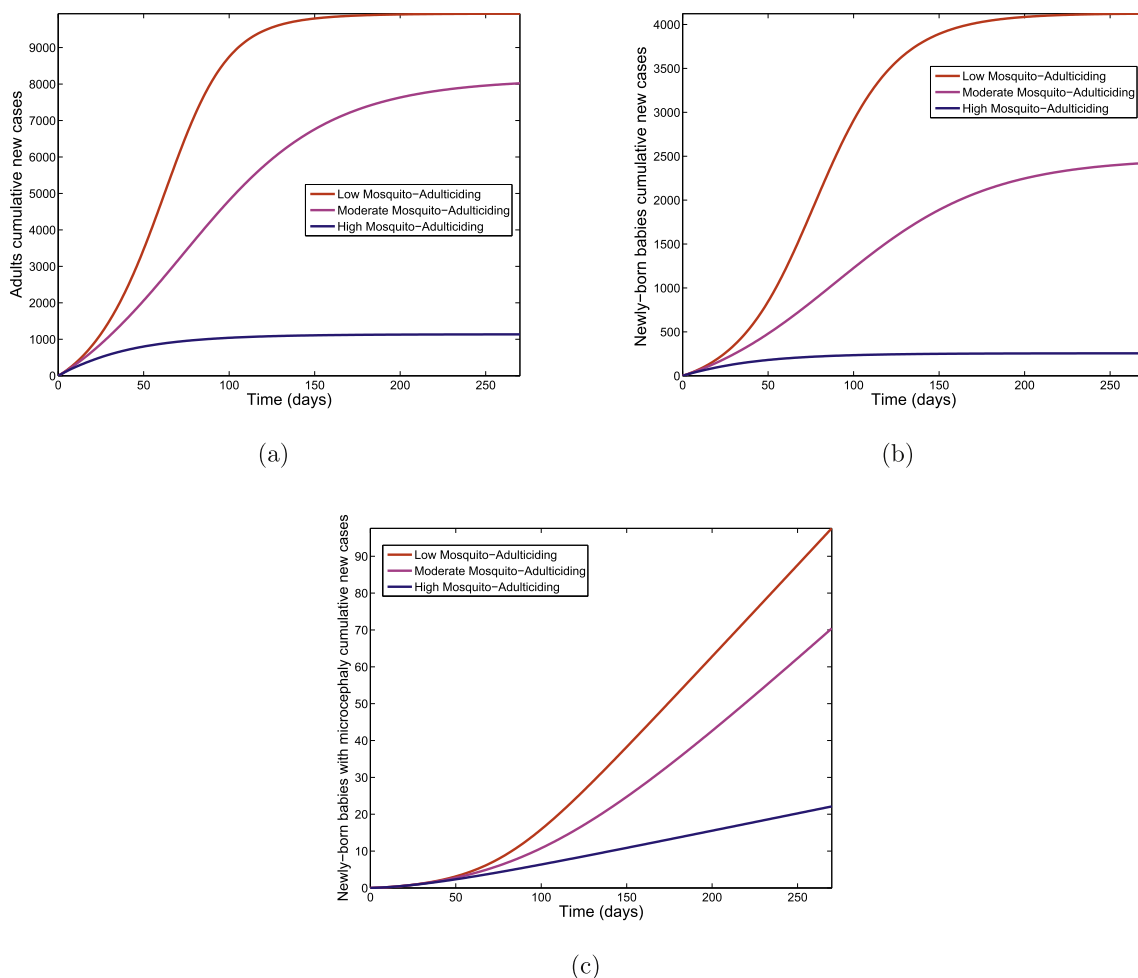 Adults cumulative new cases
9000
8000
7000
6000
5000
4000
3000
2000
1000
0
Low Mosquito−Adulticiding
Moderate Mosquito−Adulticiding
High Mosquito−Adulticiding
0 50 100 150 200 250
Time (days)
(a)
Newly−born babies cumulative new cases
4000
3500
3000
2500
2000
1500
1000
500
0
Low Mosquito−Adulticiding
Moderate Mosquito−Adulticiding
High Mosquito−Adulticiding
0 50 100 150 200 250
Time (days)
(b)
Newly−born babies with microcephaly cumulative new cases
90
80
70
60
50
40
30
20
10
0
Low Mosquito−Adulticiding
Moderate Mosquito−Adulticiding
High Mosquito−Adulticiding
0 50 100 150 200 250
Time (days)
(c)